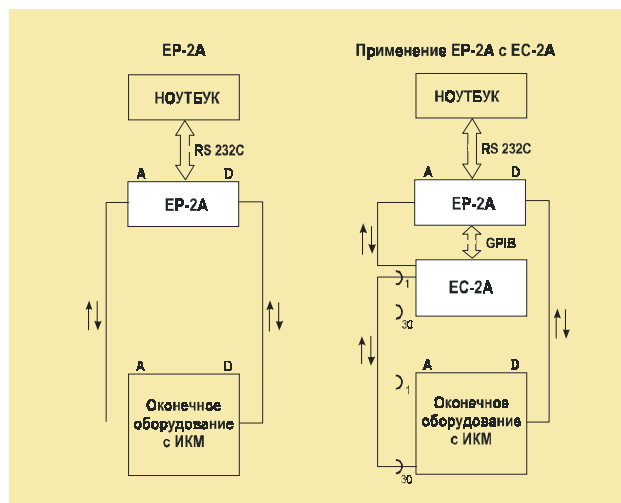 EP-2A
НОУТБУК
RS 232C
A D
EP-2A
A D
Оконечное
оборудование
с ИКМ
Применение EP-2A с EC-2A
НОУТБУК
RS 232C
A D
EP-2A
GPIB
EC-2A
1
30
A D
1
Оконечное
оборудование
с ИКМ
30